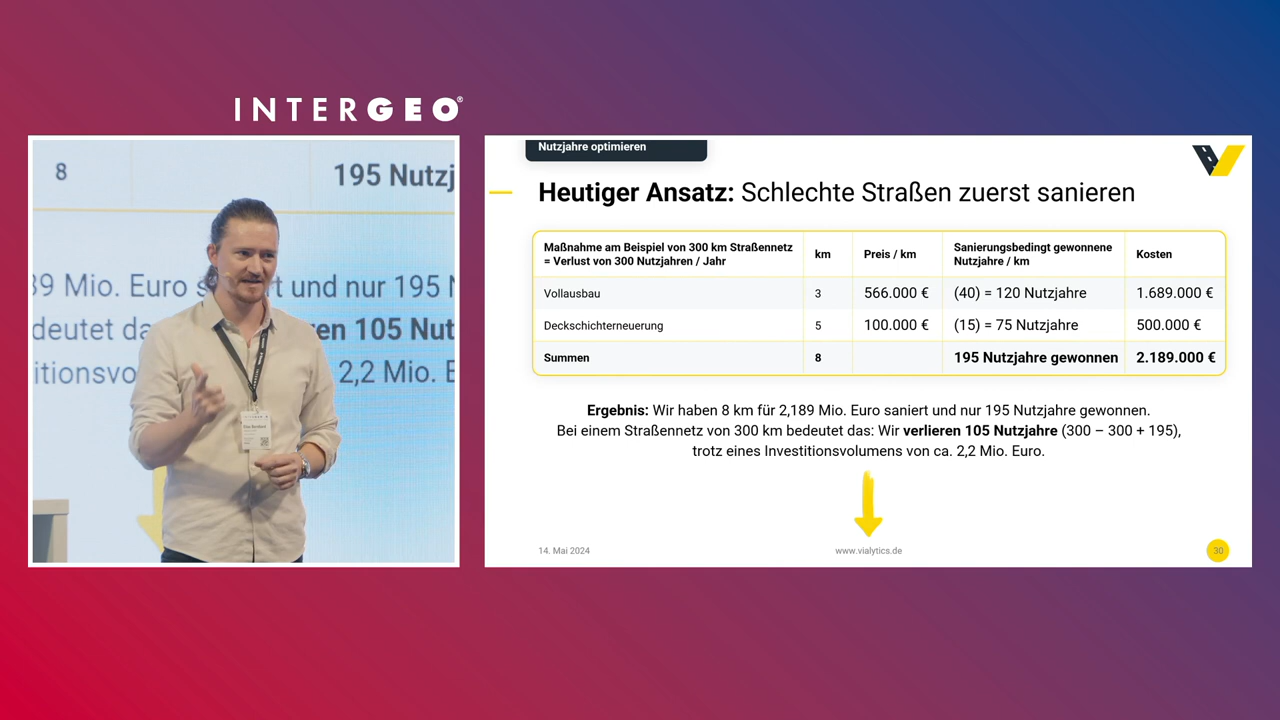 INTERGEO®
8
195 Nutzj
39 Mio. Euro s rt und nur 195 N
deutet da en 105 Nut
itionsvo 2,2 Mio. E
Nutzjahre optimieren
Heutiger Ansatz: Schlechte Straßen zuerst sanieren
Maßnahme am Beispiel von 300 km Straßennetz
= Verlust von 300 Nutzjahren / Jahr
km
Preis / km
Sanierungsbedingt gewonnene
Nutzjahre / km
Kosten
Vollausbau 3 566.000 € (40) = 120 Nutzjahre 1.689.000 €
Deckschichterneuerung 5 100.000 € (15) = 75 Nutzjahre 500.000 €
Summen 8 195 Nutzjahre gewonnen 2.189.000 €
Ergebnis: Wir haben 8 km für 2,189 Mio. Euro saniert und nur 195 Nutzjahre gewonnen.
Bei einem Straßennetz von 300 km bedeutet das: Wir verlieren 105 Nutzjahre (300 – 300 + 195),
trotz eines Investitionsvolumens von ca. 2,2 Mio. Euro.
14. Mai 2024
www.vialytics.de
30